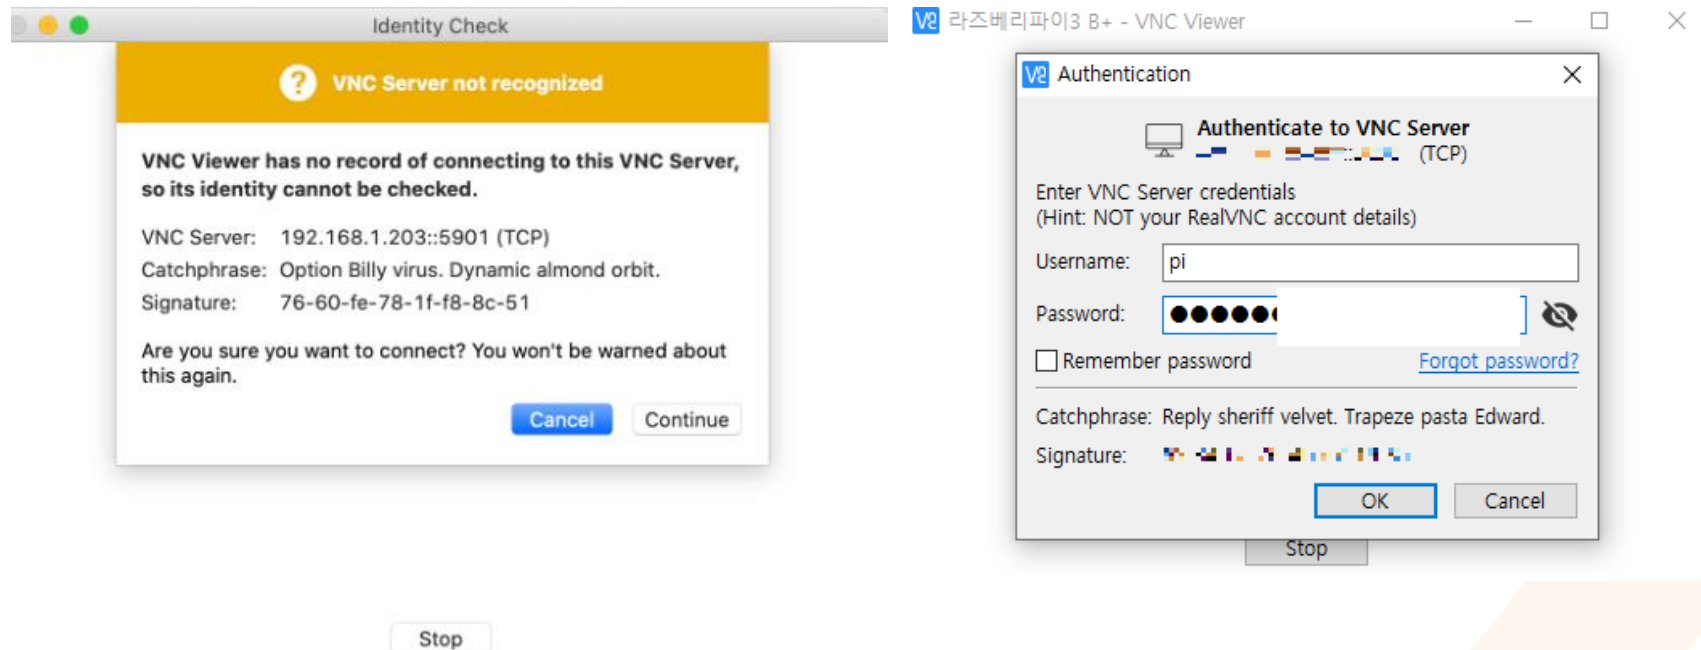 Identity Check
VNC Server not recognized
VNC Viewer has no record of connecting to this VNC Server,
so its identity cannot be checked.
VNC Server: 192.168.1.203::5901 (TCP)
Catchphrase: Option Billy virus. Dynamic almond orbit.
Signature: 76-60-fe-78-1f-f8-8c-51
Are you sure you want to connect? You won't be warned about
this again.
Cancel Continue
Stop
라즈베리파이3 B+ - VNC Viewer
Authentication
Authenticate to VNC Server
(TCP)
Enter VNC Server credentials
(Hint: NOT your RealVNC account details)
Username: pi
Password:
Remember password Forgot password?
Catchphrase: Reply sheriff velvet. Trapeze pasta Edward.
Signature:
OK Cancel
Stop